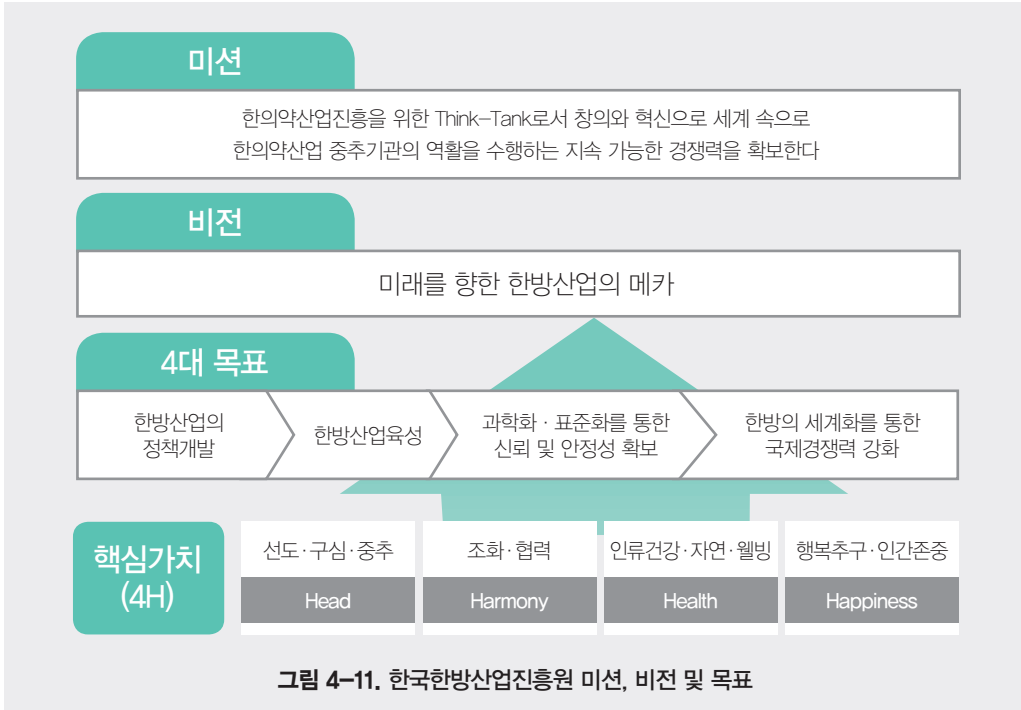 미션
한의약산업진흥을 위한 Think-Tank로서 창의와 혁신으로 세계 속으로
한의약산업 중추기관의 역활을 수행하는 지속 가능한 경쟁력을 확보한다
비전
미래를 향한 한방산업의 메카
4대 목표
한방산업의
정책개발
한방산업육성
과학화·표준화를 통한
신뢰 및 안정성 확보
한방의 세계화를 통한
국제경쟁력 강화
핵심가치
(4H)
선도·구심·중추
Head
조화·협력
Harmony
인류건강·자연·웰빙
Health
행복추구·인간존중
Happiness
그림 4-11. 한국한방산업진흥원 미션, 비전 및 목표